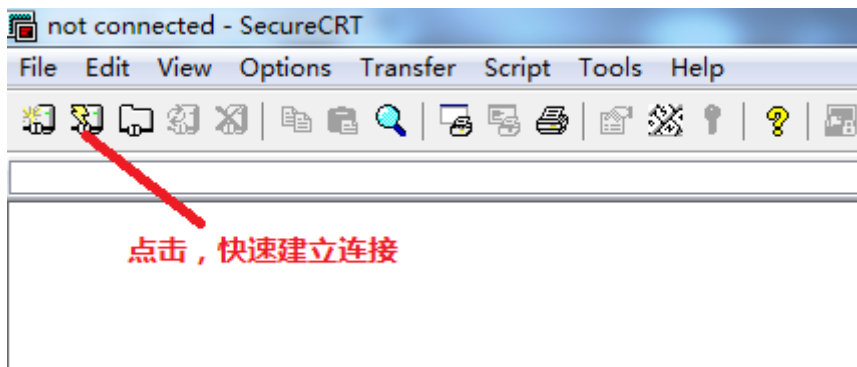 not connected - SecureCRT
File Edit View Options Transfer Script Tools Help
点击，快速建立连接